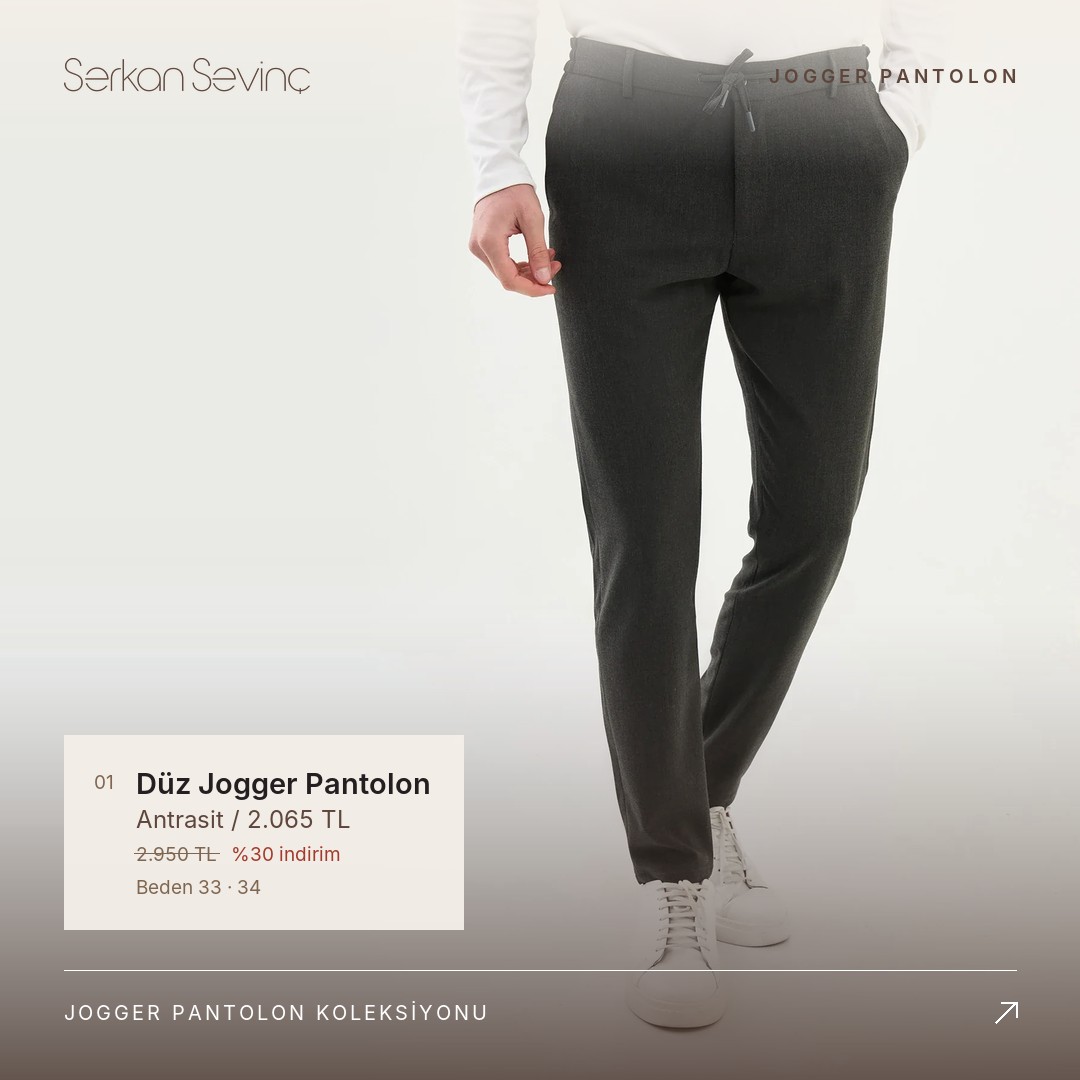 Serkan Sevinç
JOGGER PANTOLON
01
Düz Jogger Pantolon
Antrasit / 2.065 TL
2.950 TL %30 indirim
Beden 33 · 34
JOGGER PANTOLON KOLEKSİYONU